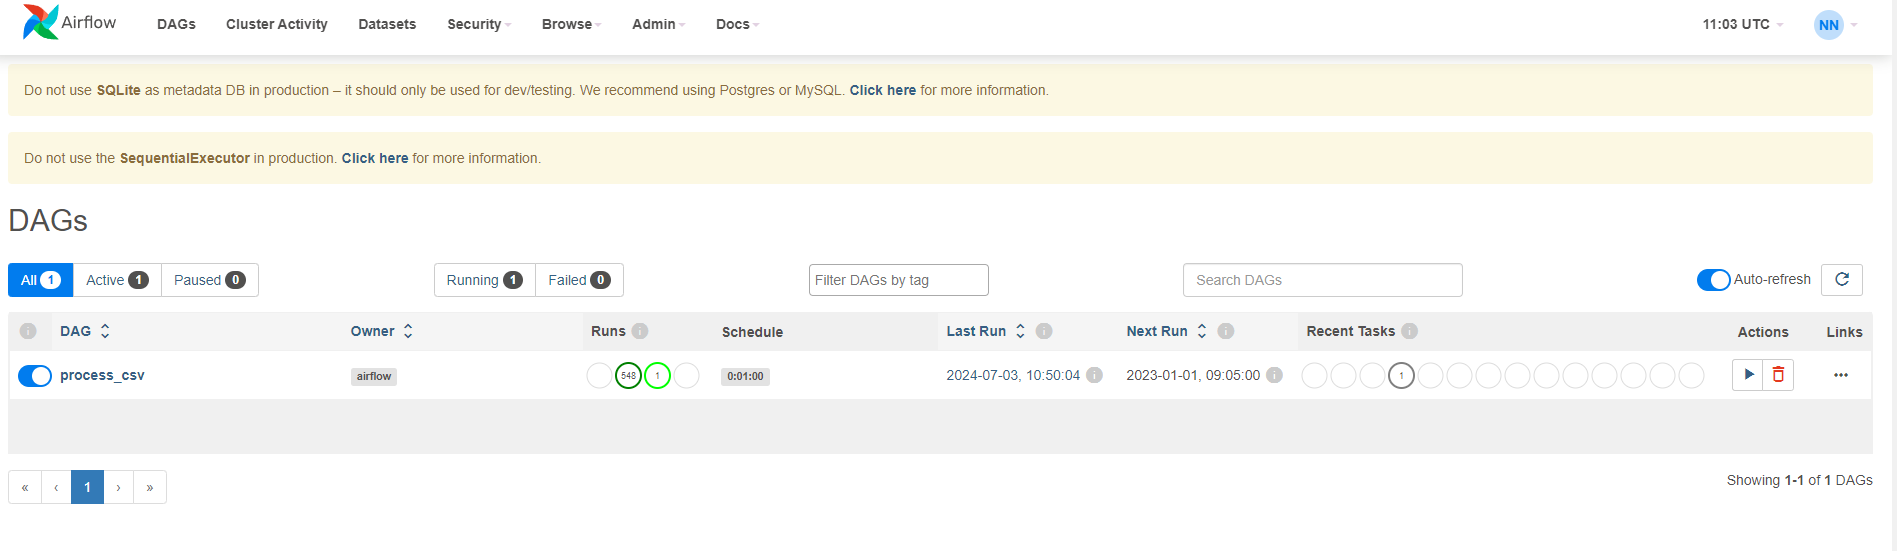 Airflow DAGs Cluster Activity Datasets Security Browse Admin Docs 11:03 UTC NN
Do not use SQLite as metadata DB in production – it should only be used for dev/testing. We recommend using Postgres or MySQL. Click here for more information.
Do not use the SequentialExecutor in production. Click here for more information.
DAGs
All 1 Active 1 Paused 0 Running 1 Failed 0 Filter DAGs by tag Search DAGs Auto-refresh
i DAG Owner Runs i Schedule Last Run i Next Run i Recent Tasks i Actions Links
process_csv airflow 548 1 0:01:00 2024-07-03, 10:50:04 i 2023-01-01, 09:05:00 i 1 ...
« ‹ 1 › » Showing 1-1 of 1 DAGs